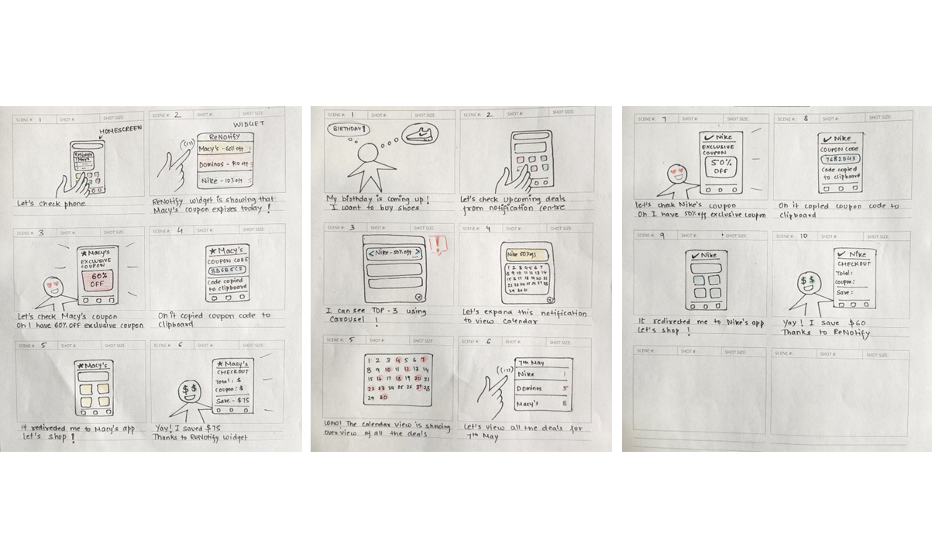 SCENE #: 1 SHOT #: SHOT SIZE:
HOMESCREEN
Let's check phone
SCENE #: 2 SHOT #: SHOT SIZE:
WIDGET
ReNotify
Macy's - 60% off
Dominos - $10 off
Nike - 10% off
ReNotify widget is showing that
Macy's coupon expires today!
SCENE #: 3 SHOT #: SHOT SIZE:
★ Macy's
EXCLUSIVE
COUPON
60%
OFF
Let's check Macy's coupon
Oh I have 60% OFF exclusive coupon
SCENE #: 4 SHOT #: SHOT SIZE:
★ Macy's
COUPON CODE
Code copied
to clipboard
Oh it copied coupon code to
Clipboard
SCENE #: 5 SHOT #: SHOT SIZE:
★ Macy's
It redirected me to Macy's app
Let's shop!
SCENE #: 6 SHOT #: SHOT SIZE:
★ Macy's
CHECKOUT
Total: $
Coupon: $
Save - $75
Yay! I saved $75
Thanks to ReNotify Widget
SCENE #: 1 SHOT #: SHOT SIZE:
BIRTHDAY!
My birthday is coming up!
I want to buy shoes
SCENE #: 2 SHOT #: SHOT SIZE:
Let's check upcoming deals
from notification centre
SCENE #: 3 SHOT #: SHOT SIZE:
< Nike - 50% off >
!
I can see TOP-3 using
Carousel !
SCENE #: 4 SHOT #: SHOT SIZE:
Let's expand this notification
to view calendar
SCENE #: 5 SHOT #: SHOT SIZE:
1 2 3 4 5 6 7
8 9 10 11 12 13 14
15 16 17 18 19 20 21
22 23 24 25 26 27 28
29 30
The calendar view is showing
overview of all the deals
SCENE #: 6 SHOT #: SHOT SIZE:
7th May
Nike
Dominos
Macy's
Let's view all the deals for
7th May
SCENE #: 7 SHOT #: SHOT SIZE:
Nike
EXCLUSIVE
COUPON
50%
OFF
let's check Nike's coupon
Oh I have 50% off exclusive coupon
SCENE #: 8 SHOT #: SHOT SIZE:
Nike
COUPON CODE
Code copied
to clipboard
Oh it copied coupon code to
clipboard
SCENE #: 9 SHOT #: SHOT SIZE:
Nike
It redirected me to Nike's app
Let's shop !
SCENE #: 10 SHOT #: SHOT SIZE:
Nike
CHECKOUT
Total:
Coupon:
Save:
Yay! I save $60
Thanks to ReNotify
SCENE #: SHOT #: SHOT SIZE:
SCENE #: SHOT #: SHOT SIZE: